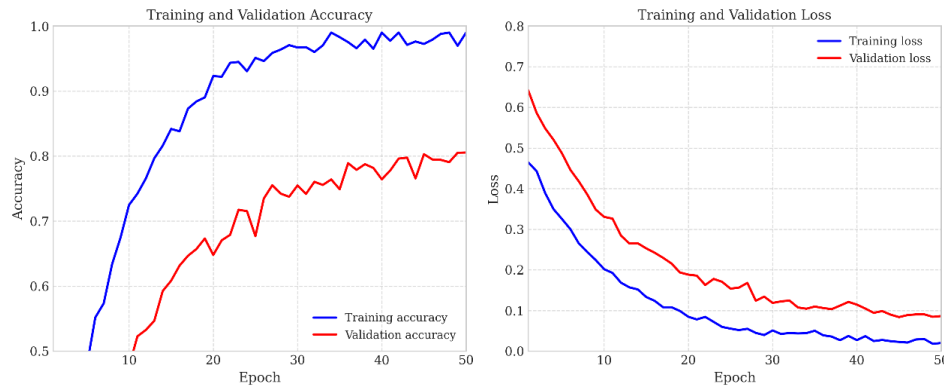 Training and Validation Accuracy
1.0
0.9
0.8
0.7
0.6
0.5
Accuracy
10
20
30
40
50
Epoch
Training accuracy
Validation accuracy
Training and Validation Loss
0.8
0.7
0.6
0.5
0.4
0.3
0.2
0.1
0.0
Loss
10
20
30
40
50
Epoch
Training loss
Validation loss